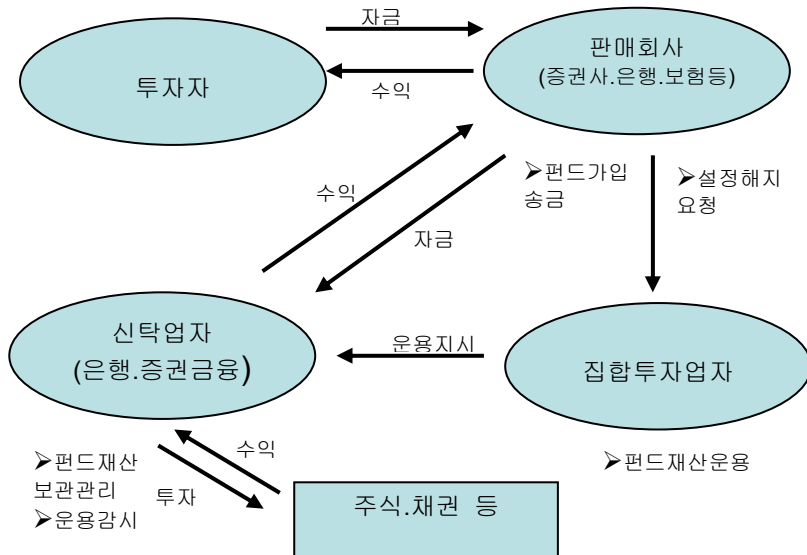 자금
투자자
판매회사
(증권사.은행.보험등)
수익
➢펀드가입
송금
➢설정해지
요청
수익
자금
신탁업자
(은행.증권금융)
운용지시
집합투자업자
➢펀드재산
보관관리
➢운용감시
수익
투자
➢펀드재산운용
주식.채권 등